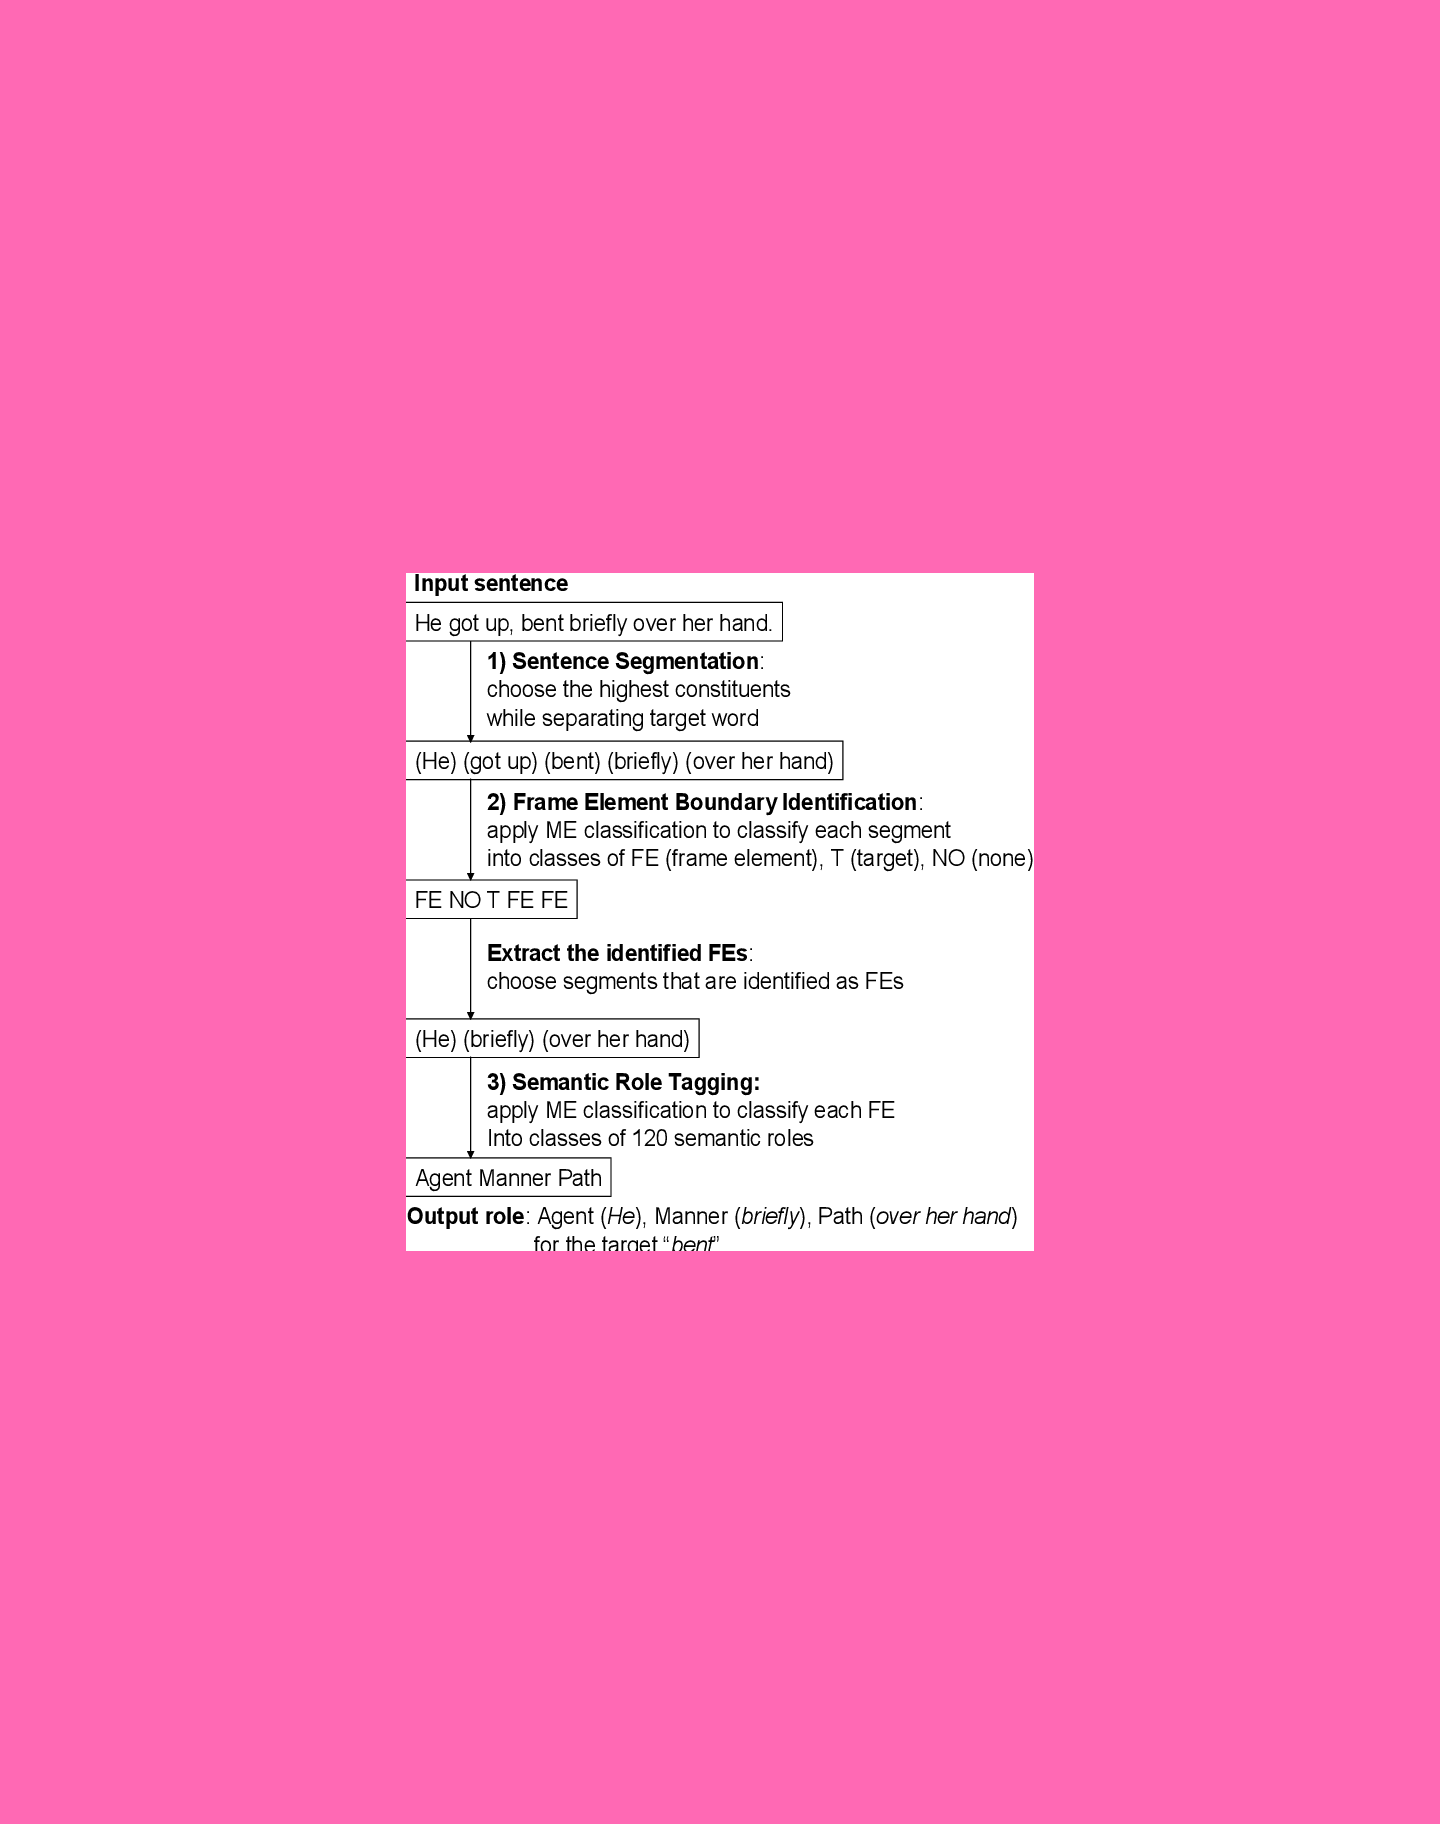 Input sentence
He got up, bent briefly over her hand.
1) Sentence Segmentation:
choose the highest constituents
while separating target word
(He) (got up) (bent) (briefly) (over her hand)
2) Frame Element Boundary Identification:
apply ME classification to classify each segment
into classes of FE (frame element), T (target), NO (none)
FE NO T FE FE
Extract the identified FEs:
choose segments that are identified as FEs
(He) (briefly) (over her hand)
3) Semantic Role Tagging:
apply ME classification to classify each FE
Into classes of 120 semantic roles
Agent Manner Path
Output role: Agent (He), Manner (briefly), Path (over her hand)
for the target “bent”